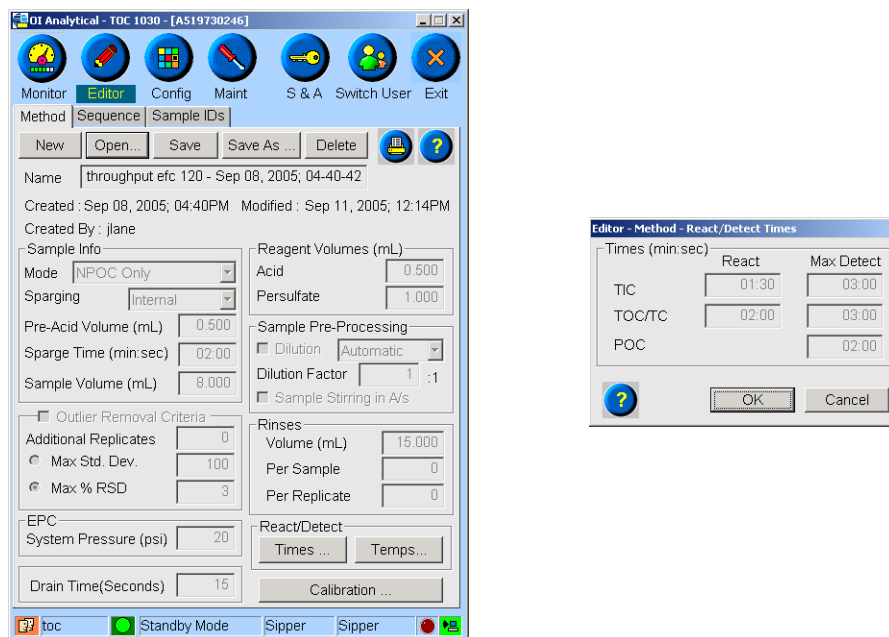 OI Analytical - TOC 1030 - [A519730246]
Monitor Editor Config Maint S & A Switch User Exit
Method Sequence Sample IDs
New Open... Save Save As ... Delete
Name throughput efc 120 - Sep 08, 2005; 04-40-42
Created : Sep 08, 2005; 04:40PM Modified : Sep 11, 2005; 12:14PM
Created By : jlane
Sample Info
Mode NPOC Only
Sparging Internal
Pre-Acid Volume (mL) 0.500
Sparge Time (min:sec) 02:00
Sample Volume (mL) 8.000
Outlier Removal Criteria
Additional Replicates 0
Max Std. Dev. 100
Max % RSD 3
EPC
System Pressure (psi) 20
Drain Time(Seconds) 15
Reagent Volumes (mL)
Acid 0.500
Persulfate 1.000
Sample Pre-Processing
Dilution Automatic
Dilution Factor 1 :1
Sample Stirring in A/s
Rinses
Volume (mL) 15.000
Per Sample 0
Per Replicate 0
React/Detect
Times ... Temps...
Calibration ...
toc Standby Mode Sipper Sipper
Editor - Method - React/Detect Times
Times (min:sec)
React Max Detect
TIC 01:30 03:00
TOC/TC 02:00 03:00
POC 02:00
? OK Cancel